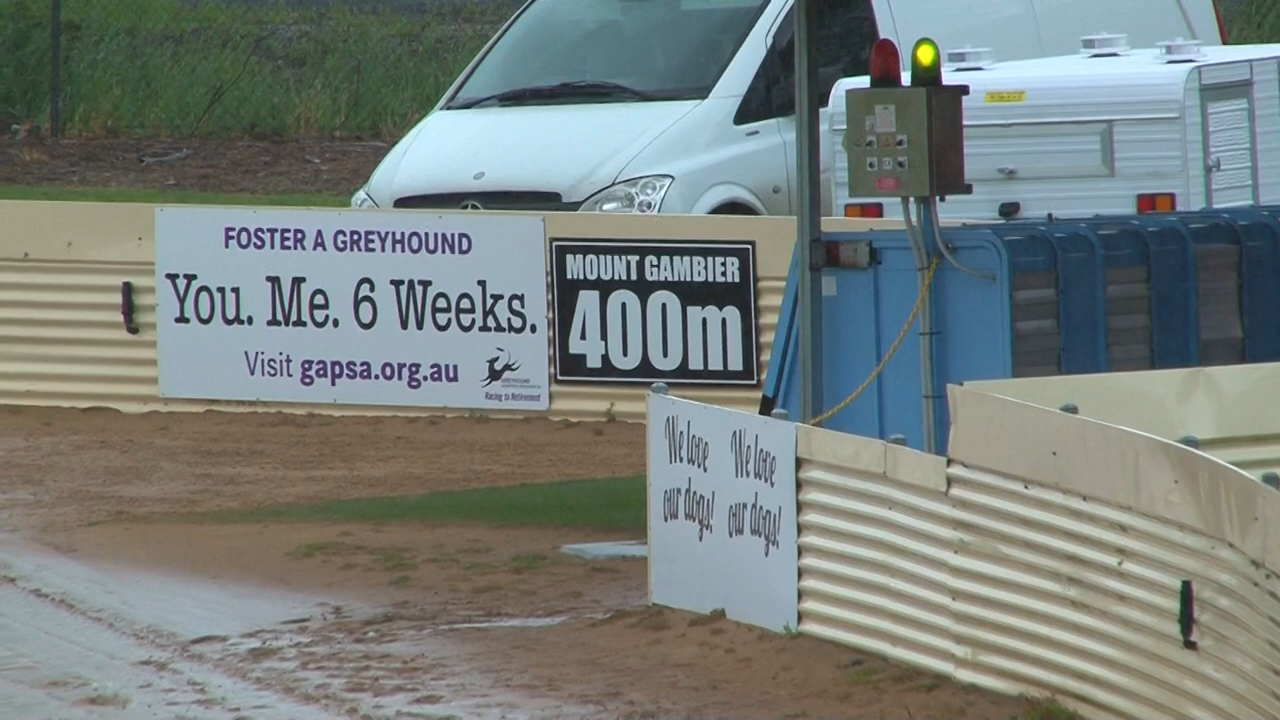 FOSTER A GREYHOUND
You. Me. 6 Weeks.
Visit gapsa.org.au
GREYHOUND
Racing to Retirement
MOUNT GAMBIER
400m
We love
our dogs!
We love
our dogs!